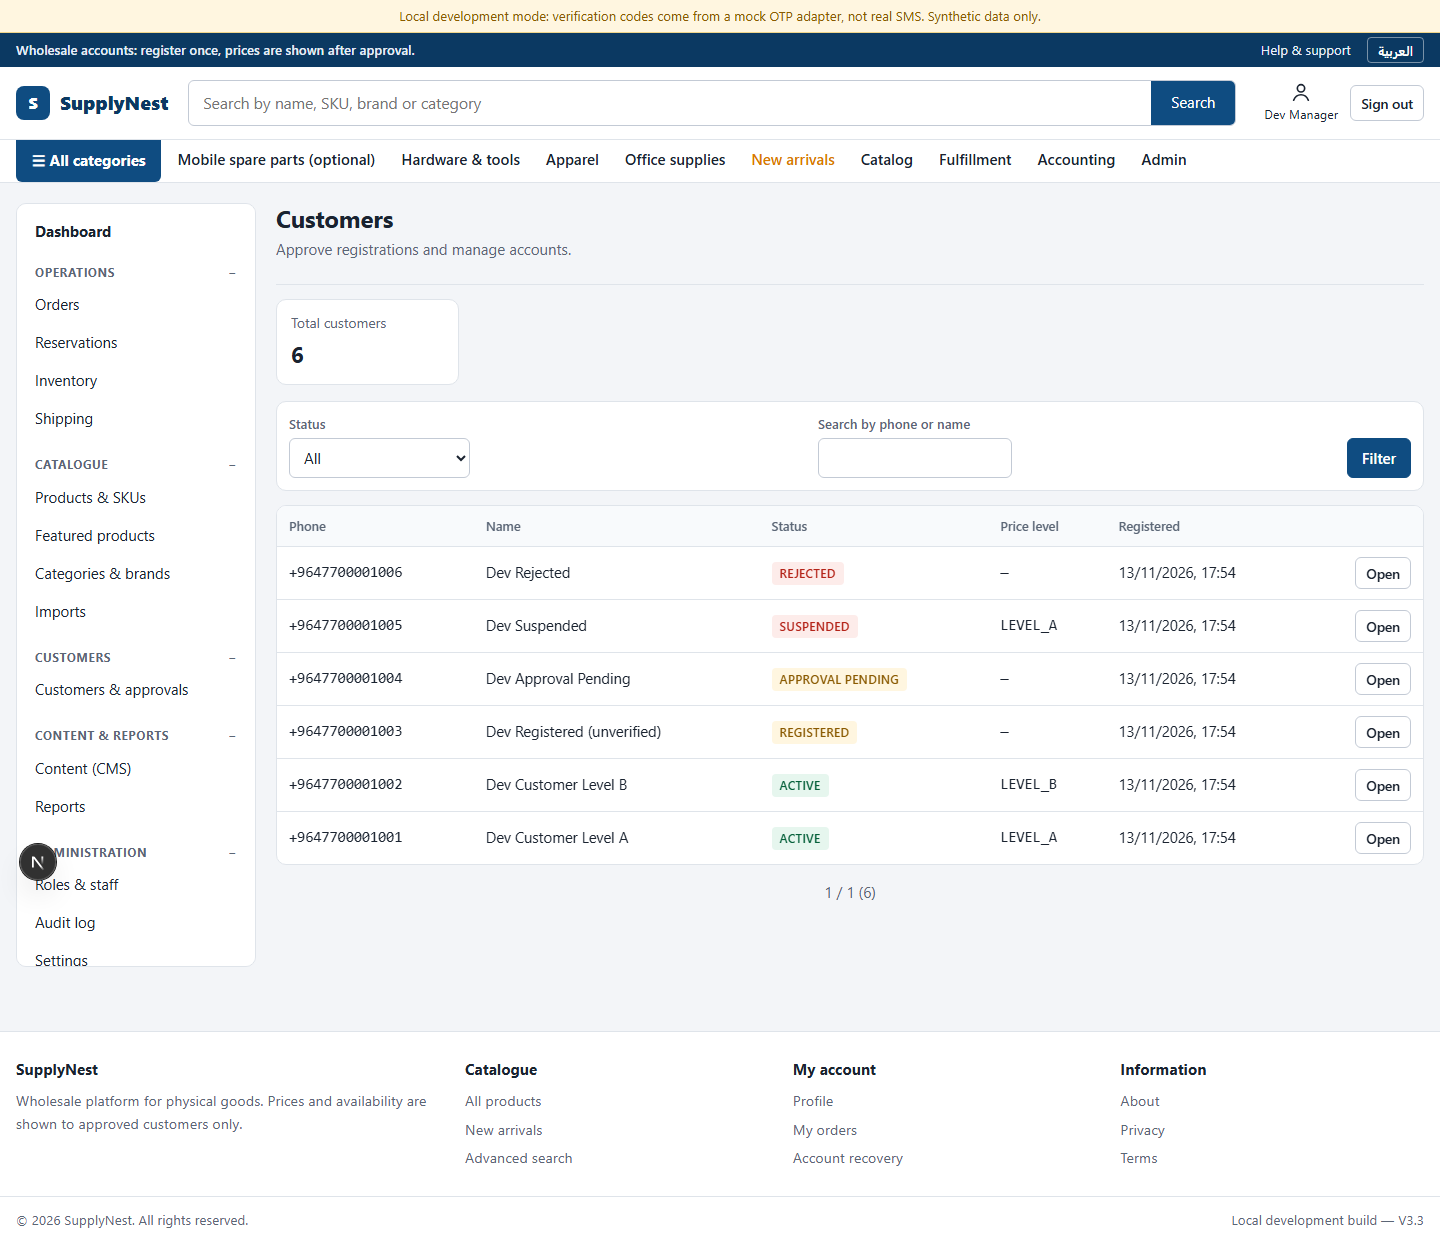 Local development mode: verification codes come from a mock OTP adapter, not real SMS. Synthetic data only.
Wholesale accounts: register once, prices are shown after approval.
Help & support
العربية
S
SupplyNest
Search by name, SKU, brand or category
Search
Dev Manager
Sign out
☰ All categories
Mobile spare parts (optional)
Hardware & tools
Apparel
Office supplies
New arrivals
Catalog
Fulfillment
Accounting
Admin
Dashboard
OPERATIONS –
Orders
Reservations
Inventory
Shipping
CATALOGUE –
Products & SKUs
Featured products
Categories & brands
Imports
CUSTOMERS –
Customers & approvals
CONTENT & REPORTS –
Content (CMS)
Reports
N
MINISTRATION –
Roles & staff
Audit log
Settings
Customers
Approve registrations and manage accounts.
Total customers
6
Status
All
Search by phone or name
Filter
Phone Name Status Price level Registered
+9647700001006 Dev Rejected REJECTED — 13/11/2026, 17:54 Open
+9647700001005 Dev Suspended SUSPENDED LEVEL_A 13/11/2026, 17:54 Open
+9647700001004 Dev Approval Pending APPROVAL PENDING — 13/11/2026, 17:54 Open
+9647700001003 Dev Registered (unverified) REGISTERED — 13/11/2026, 17:54 Open
+9647700001002 Dev Customer Level B ACTIVE LEVEL_B 13/11/2026, 17:54 Open
+9647700001001 Dev Customer Level A ACTIVE LEVEL_A 13/11/2026, 17:54 Open
1 / 1 (6)
SupplyNest
Wholesale platform for physical goods. Prices and availability are
shown to approved customers only.
Catalogue
All products
New arrivals
Advanced search
My account
Profile
My orders
Account recovery
Information
About
Privacy
Terms
© 2026 SupplyNest. All rights reserved.
Local development build — V3.3